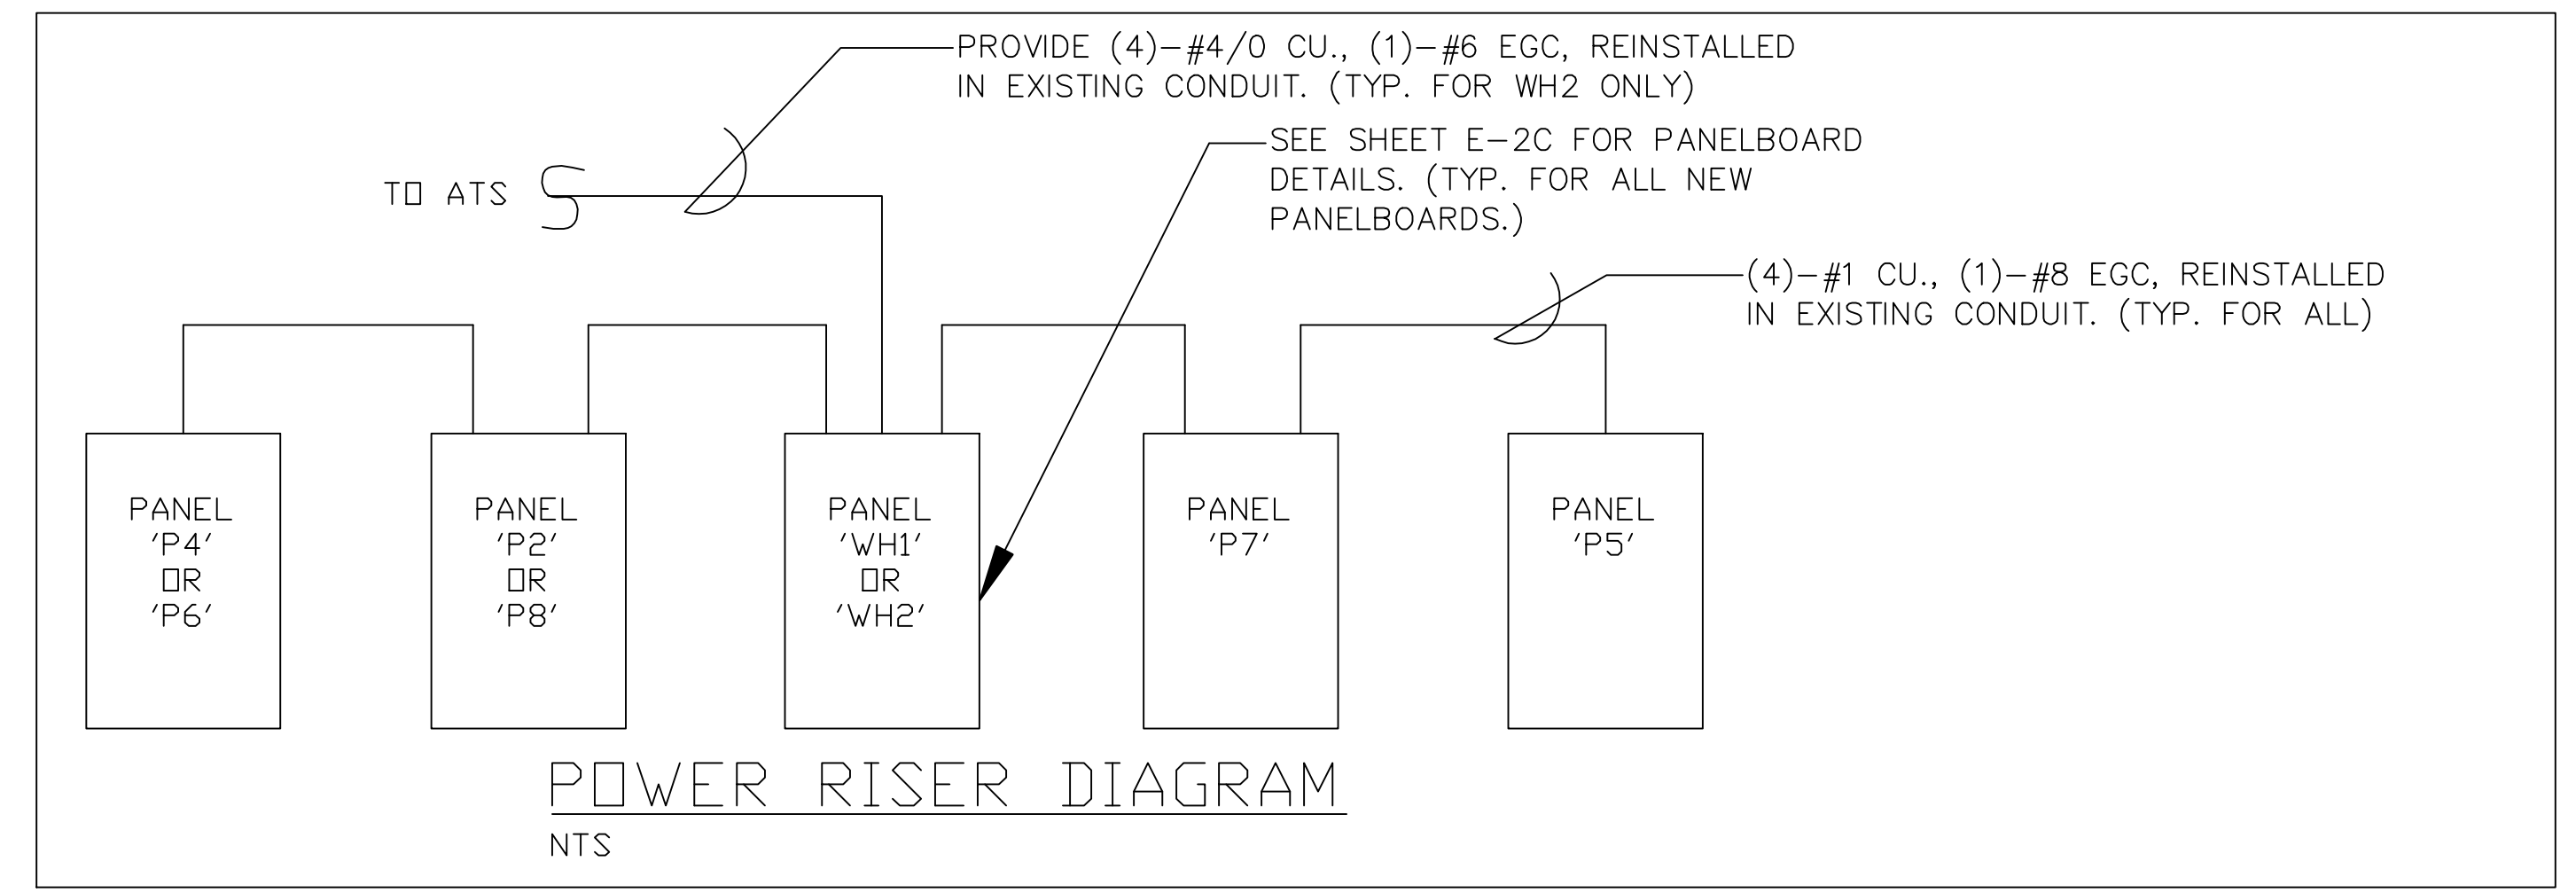 PROVIDE (4)-#4/0 CU., (1)-#6 EGC, REINSTALLED
IN EXISTING CONDUIT. (TYP. FOR WH2 ONLY)
SEE SHEET E-2C FOR PANELBOARD
DETAILS. (TYP. FOR ALL NEW
PANELBOARDS.)
TO ATS
(4)-#1 CU., (1)-#8 EGC, REINSTALLED
IN EXISTING CONDUIT. (TYP. FOR ALL)
PANEL
'P4'
OR
'P6'
PANEL
'P2'
OR
'P8'
PANEL
'WH1'
OR
'WH2'
PANEL
'P7'
PANEL
'P5'
POWER RISER DIAGRAM
NTS